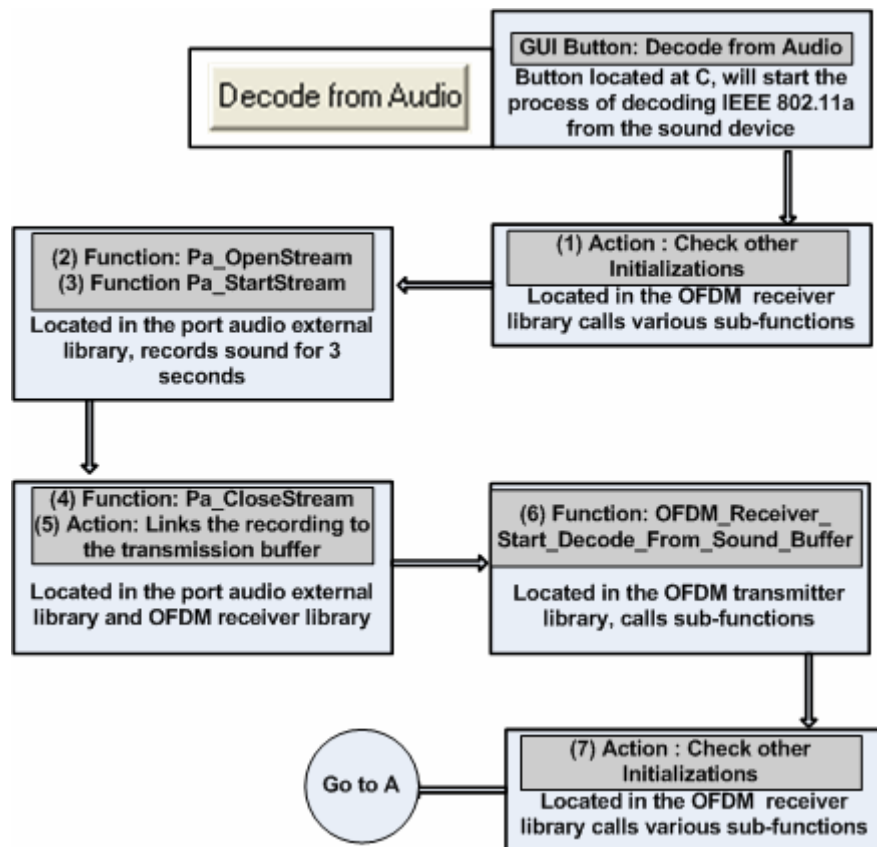 Decode from Audio
GUI Button: Decode from Audio
Button located at C, will start the
process of decoding IEEE 802.11a
from the sound device
(1) Action : Check other
Initializations
Located in the OFDM receiver
library calls various sub-functions
(2) Function: Pa_OpenStream
(3) Function Pa_StartStream
Located in the port audio external
library, records sound for 3
seconds
(4) Function: Pa_CloseStream
(5) Action: Links the recording to
the transmission buffer
Located in the port audio external
library and OFDM receiver library
(6) Function: OFDM_Receiver_
Start_Decode_From_Sound_Buffer
Located in the OFDM transmitter
library, calls sub-functions
(7) Action : Check other
Initializations
Located in the OFDM receiver
library calls various sub-functions
Go to A